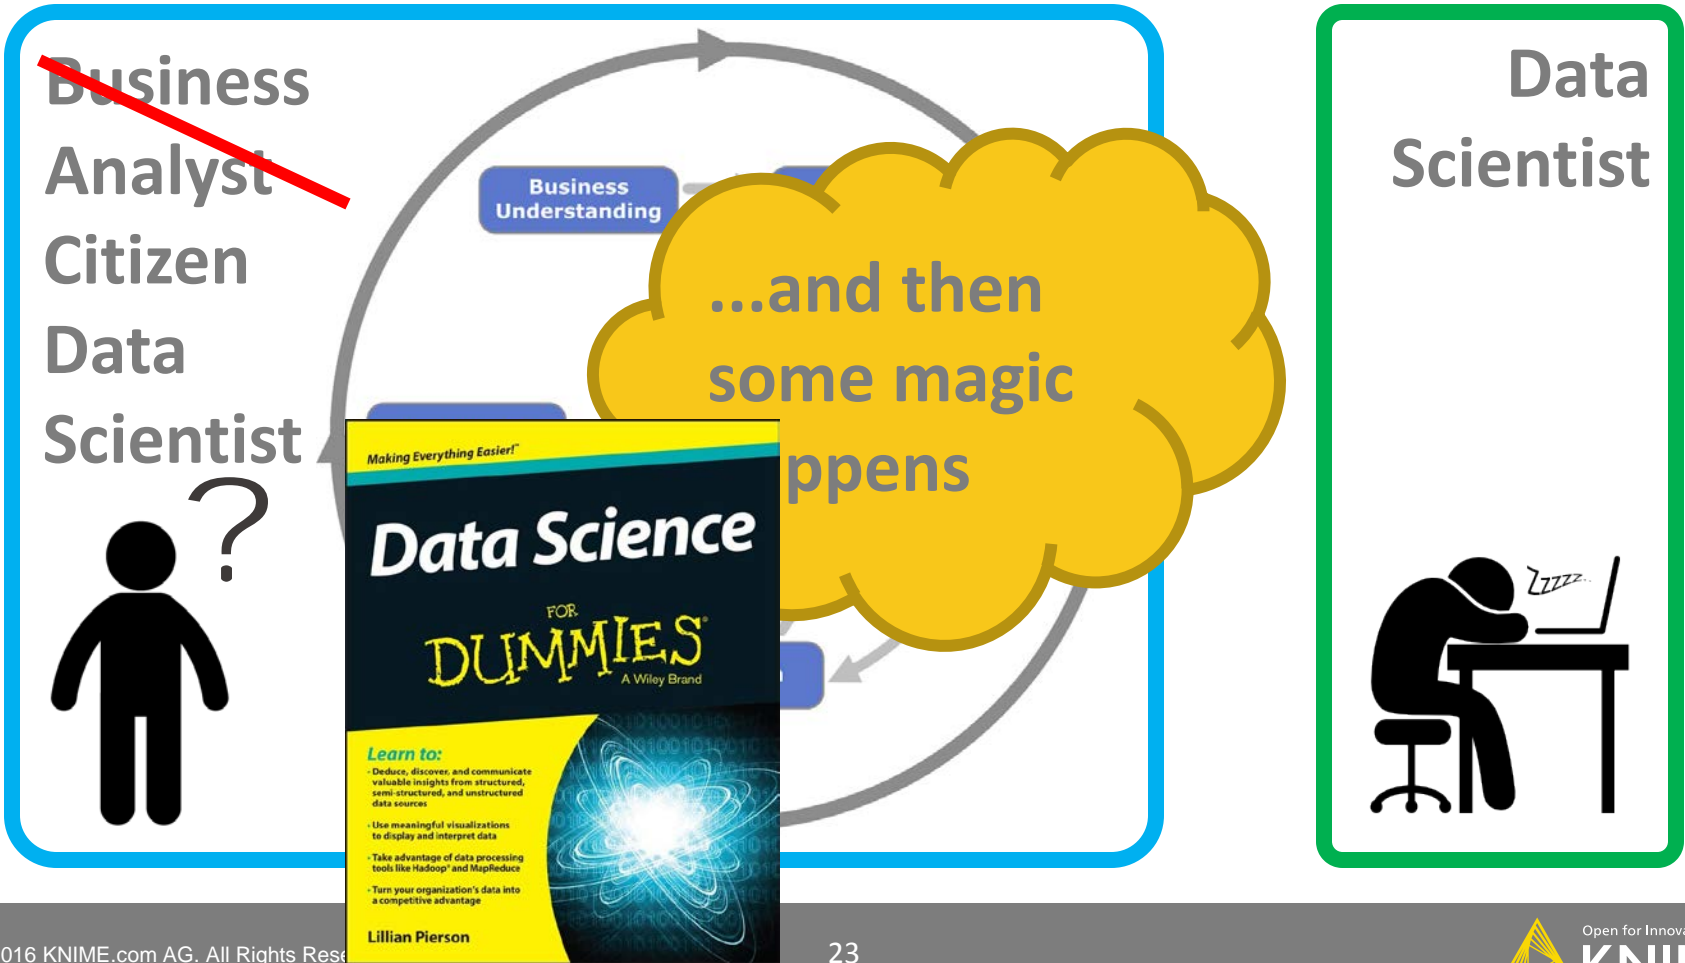 Business
Analyst
Citizen
Data
Scientist
?
Business
Understanding
...and then
some magic
ppens
Making Everything Easier!™
Data Science
FOR
DUMMIES®
A Wiley Brand
Learn to:
- Deduce, discover, and communicate
valuable insights from structured,
semi-structured, and unstructured
data sources
- Use meaningful visualizations
to display and interpret data
- Take advantage of data processing
tools like Hadoop® and MapReduce
- Turn your organization's data into
a competitive advantage
Lillian Pierson
Data
Scientist
Zzzzz..
016 KNIME.com AG. All Rights Rese
23
Open for Innova
KNIM